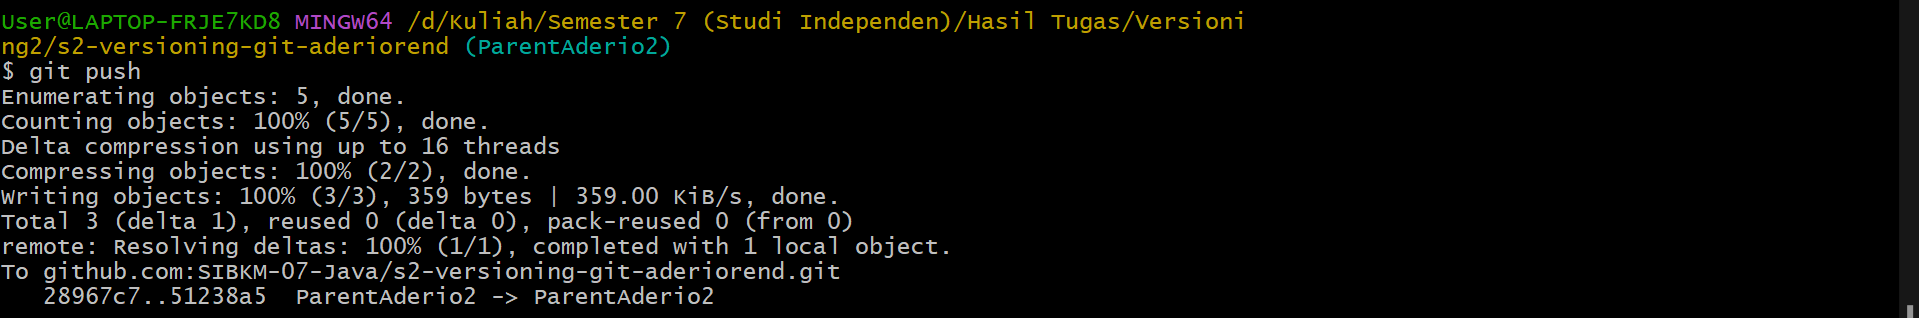 User@LAPTOP-FRJE7KD8 MINGW64 /d/Kuliah/Semester 7 (Studi Independen)/Hasil Tugas/Versioni
ng2/s2-versioning-git-aderiorend (ParentAderio2)
$ git push
Enumerating objects: 5, done.
Counting objects: 100% (5/5), done.
Delta compression using up to 16 threads
Compressing objects: 100% (2/2), done.
Writing objects: 100% (3/3), 359 bytes | 359.00 KiB/s, done.
Total 3 (delta 1), reused 0 (delta 0), pack-reused 0 (from 0)
remote: Resolving deltas: 100% (1/1), completed with 1 local object.
To github.com:SIBKM-07-Java/s2-versioning-git-aderiorend.git
   28967c7..51238a5  ParentAderio2 -> ParentAderio2